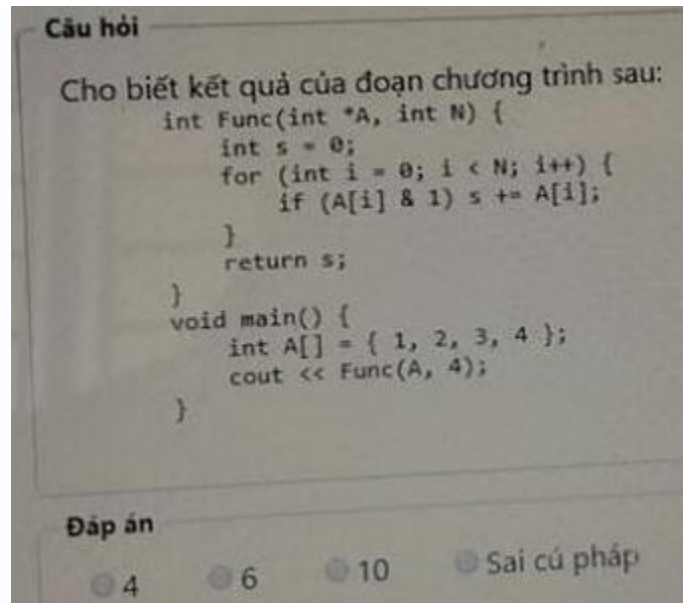 Câu hỏi
Cho biết kết quả của đoạn chương trình sau:
int Func(int *A, int N) {
int s = 0;
for (int i = 0; i < N; i++) {
if (A[i] & 1) s += A[i];
}
return s;
}
void main() {
int A[] = { 1, 2, 3, 4 };
cout << Func(A, 4);
}
Đáp án
4 6 10 Sai cú pháp